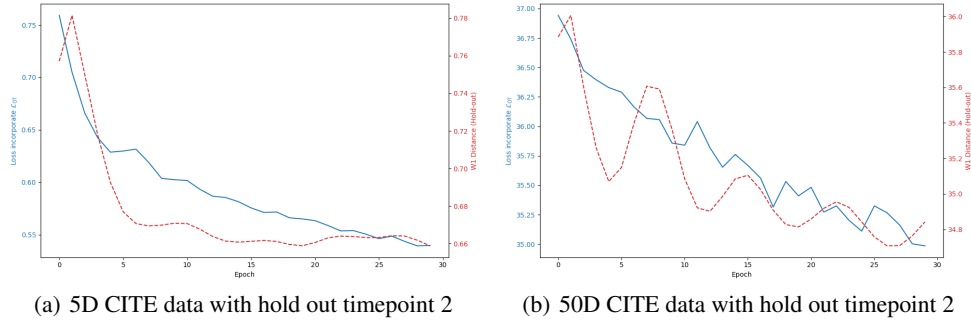 0.75
0.70
0.65
0.60
0.55
Loss incorporate ℒ_OT
0 5 10 15 20 25 30
Epoch
0.78
0.76
0.74
0.72
0.70
0.68
0.66
W1 Distance (Hold-out)
(a) 5D CITE data with hold out timepoint 2
37.00
36.75
36.50
36.25
36.00
35.75
35.50
35.25
35.00
Loss incorporate ℒ_OT
0 5 10 15 20 25 30
Epoch
36.0
35.8
35.6
35.4
35.2
35.0
34.8
W1 Distance (Hold-out)
(b) 50D CITE data with hold out timepoint 2